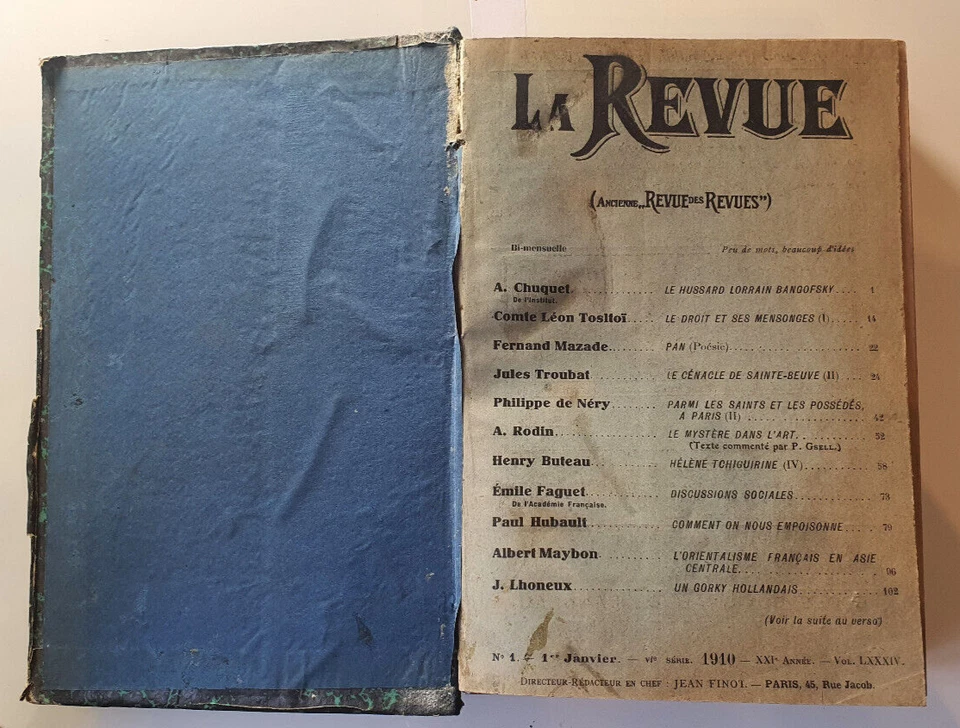 LA REVUE
(ANCIENNE „REVUE DES REVUES")
Bi-mensuelle Peu de mots, beaucoup d'idées
A. Chuquet. . . . . . . . . . . . . . LE HUSSARD LORRAIN BANGOFSKY. . . . 1
De l'Institut.
Comte Léon Tosltoï. . . . . LE DROIT ET SES MENSONGES (I). . . . . 14
Fernand Mazade. . . . . . . . PAN (Poésie). . . . . . . . . . . . . . . . . . . . 22
Jules Troubat. . . . . . . . . . . LE CÉNACLE DE SAINTE-BEUVE (II) . . . . 24
Philippe de Néry. . . . . . . . PARMI LES SAINTS ET LES POSSÉDÉS,
A PARIS (II) . . . . . . . . . . . . . . . . . 42
A. Rodin. . . . . . . . . . . . . . . . LE MYSTÈRE DANS L'ART. . . . . . . . . . . 52
(Texte commenté par P. GSELL.)
Henry Buteau. . . . . . . . . . HÉLÈNE TCHIGUIRINE (IV). . . . . . . . . . 58
Émile Faguet. . . . . . . . . . . DISCUSSIONS SOCIALES. . . . . . . . . . . . 73
De l'Académie Française.
Paul Hubault. . . . . . . . . . . COMMENT ON NOUS EMPOISONNE. . . . . 79
Albert Maybon. . . . . . . . . . L'ORIENTALISME FRANÇAIS EN ASIE
CENTRALE. . . . . . . . . . . . . . . . . . . 96
J. Lhoneux. . . . . . . . . . . . . UN GORKY HOLLANDAIS. . . . . . . . . . . 102
(Voir la suite au verso)
N° 1. — 1er Janvier. — VIe SÉRIE. 1910 — XXIe ANNÉE. — VOL. LXXXIV.
DIRECTEUR-RÉDACTEUR EN CHEF : JEAN FINOT. — PARIS, 45, Rue Jacob.